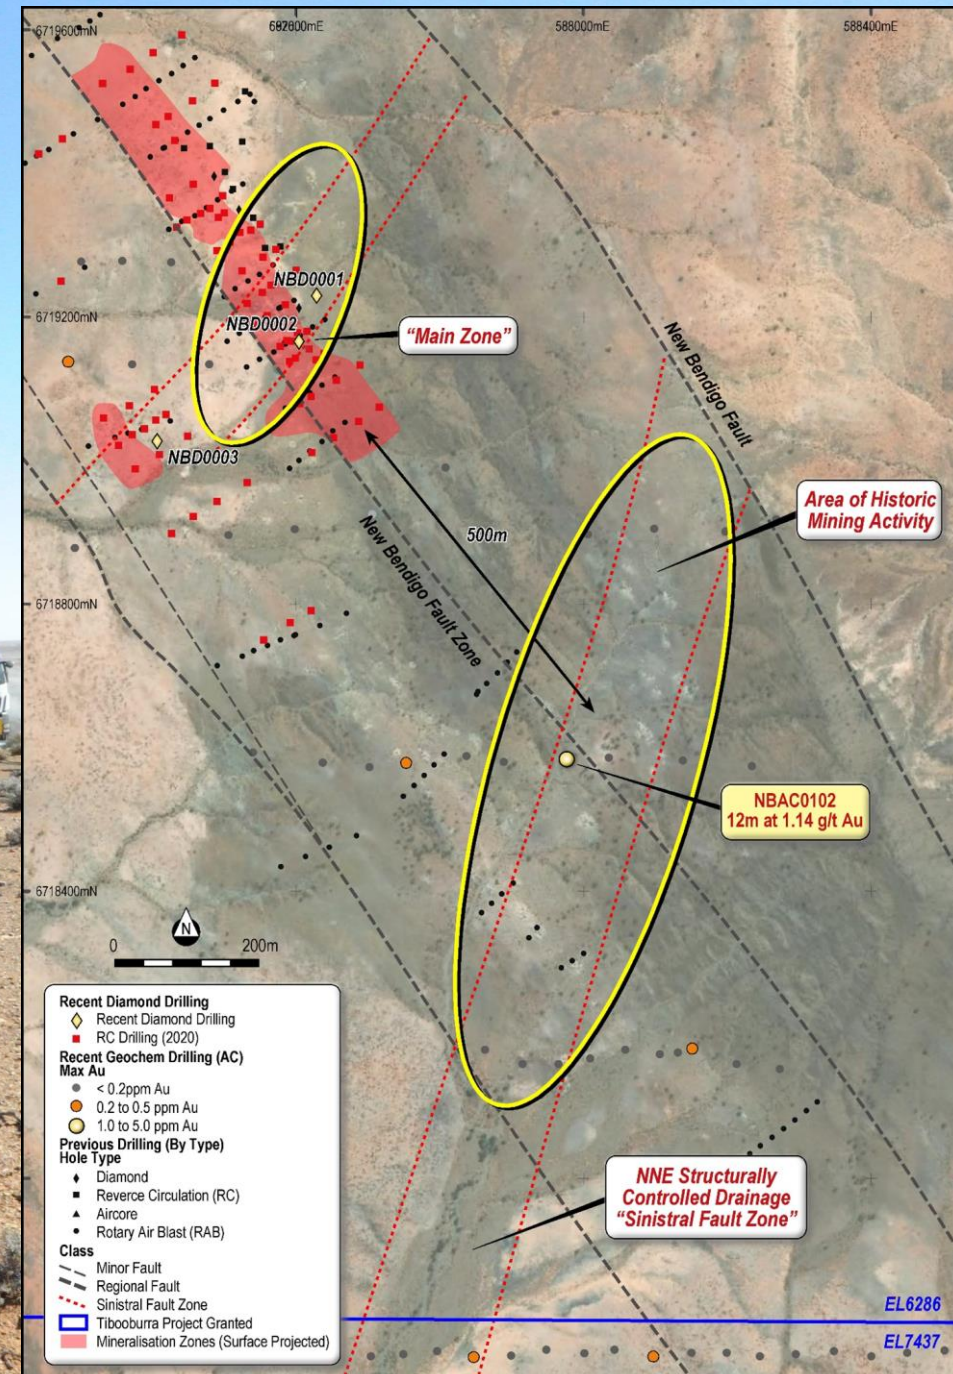 6719600mN
587600mE
588000mE
588400mE
NBD0001
6719200mN
NBD0002
"Main Zone"
New Bendigo Fault
NBD0003
Area of Historic
Mining Activity
500m
New Bendigo Fault Zone
6718800mN
NBAC0102
12m at 1.14 g/t Au
6718400mN
N
0
200m
Recent Diamond Drilling
Recent Diamond Drilling
RC Drilling (2020)
Recent Geochem Drilling (AC)
Max Au
< 0.2ppm Au
0.2 to 0.5 ppm Au
1.0 to 5.0 ppm Au
Previous Drilling (By Type)
Hole Type
Diamond
Reverce Circulation (RC)
Aircore
Rotary Air Blast (RAB)
Class
Minor Fault
Regional Fault
Sinistral Fault Zone
Tibooburra Project Granted
Mineralisation Zones (Surface Projected)
NNE Structurally
Controlled Drainage
"Sinistral Fault Zone"
EL6286
EL7437